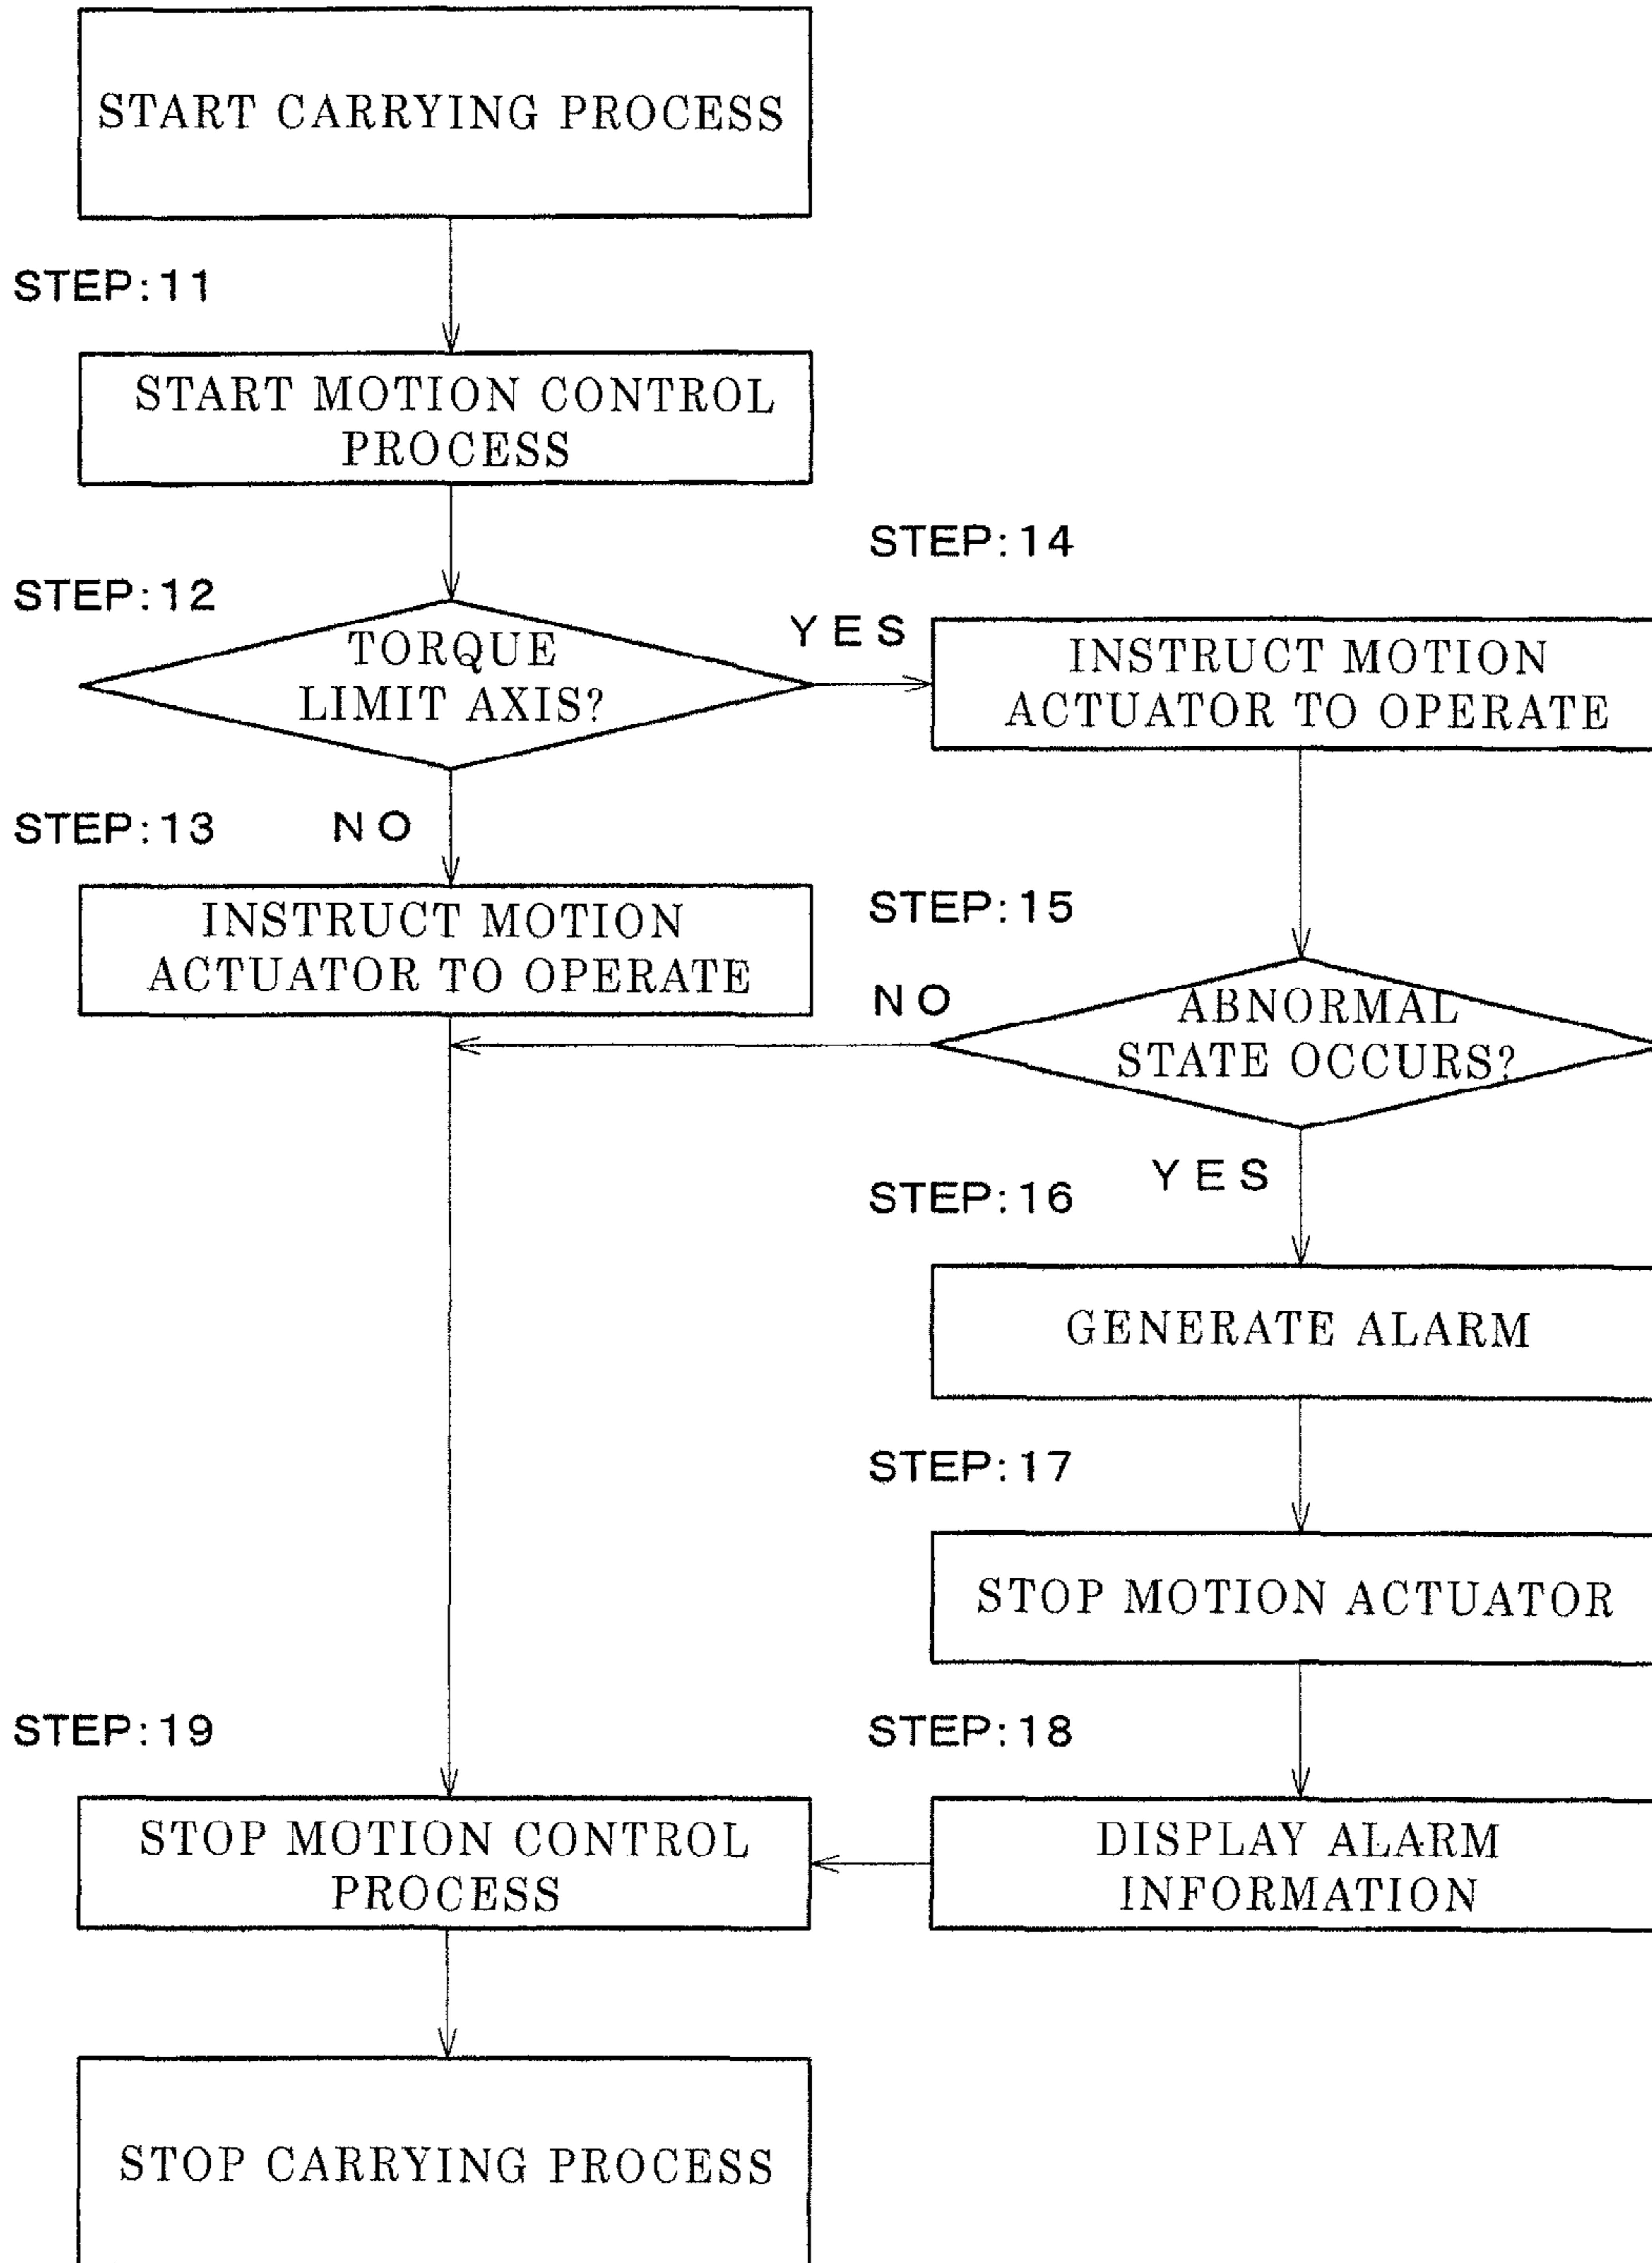 START CARRYING PROCESS
STEP:11
START MOTION CONTROL
PROCESS
STEP:12
TORQUE
LIMIT AXIS?
YES
STEP:14
INSTRUCT MOTION
ACTUATOR TO OPERATE
STEP:13
NO
INSTRUCT MOTION
ACTUATOR TO OPERATE
STEP:15
NO
ABNORMAL
STATE OCCURS?
YES
STEP:16
GENERATE ALARM
STEP:17
STOP MOTION ACTUATOR
STEP:18
DISPLAY ALARM
INFORMATION
STEP:19
STOP MOTION CONTROL
PROCESS
STOP CARRYING PROCESS